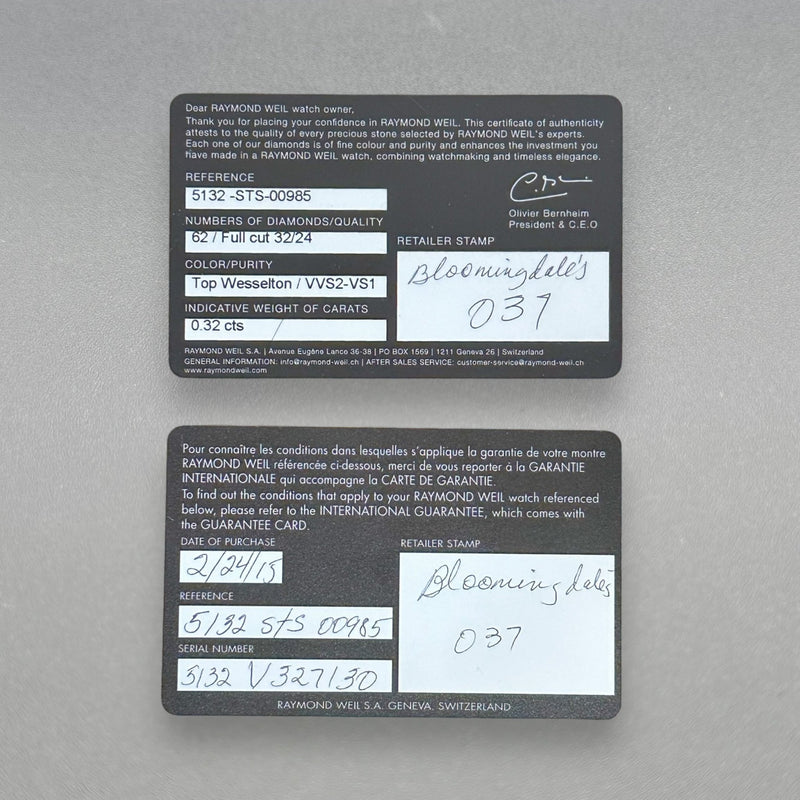 Dear RAYMOND WEIL watch owner,
Thank you for placing your confidence in RAYMOND WEIL. This certificate of authenticity
attests to the quality of every precious stone selected by RAYMOND WEIL's experts.
Each one of our diamonds is of fine colour and purity and enhances the investment you
have made in a RAYMOND WEIL watch, combining watchmaking and timeless elegance.
REFERENCE
5132 -STS-00985
Olivier Bernheim
President & C.E.O
NUMBERS OF DIAMONDS/QUALITY
62 / Full cut 32/24
RETAILER STAMP
Bloomingdale's
037
COLOR/PURITY
Top Wesselton / VVS2-VS1
INDICATIVE WEIGHT OF CARATS
0.32 cts
RAYMOND WEIL S.A. | Avenue Eugène Lance 36-38 | PO BOX 1569 | 1211 Geneva 26 | Switzerland
GENERAL INFORMATION: info@raymond-weil.ch | AFTER SALES SERVICE: customer-service@raymond-weil.ch
www.raymondweil.com
Pour connaître les conditions dans lesquelles s'applique la garantie de votre montre
RAYMOND WEIL référencée ci-dessous, merci de vous reporter à la GARANTIE
INTERNATIONALE qui accompagne la CARTE DE GARANTIE.
To find out the conditions that apply to your RAYMOND WEIL watch referenced
below, please refer to the INTERNATIONAL GUARANTEE, which comes with
the GUARANTEE CARD.
DATE OF PURCHASE
2/24/15
RETAILER STAMP
Bloomingdales
037
REFERENCE
5132 STS 00985
SERIAL NUMBER
5132 V327130
RAYMOND WEIL S.A. GENEVA. SWITZERLAND